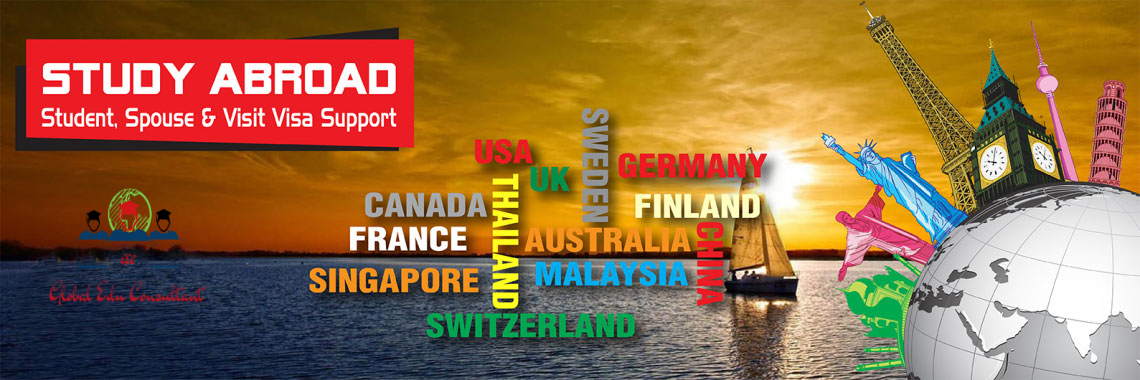 STUDY ABROAD
Student, Spouse & Visit Visa Support
USA
UK
SWEDEN
GERMANY
CANADA
THAILAND
FINLAND
FRANCE
AUSTRALIA
CHINA
SINGAPORE
MALAYSIA
SWITZERLAND
Global Edu Consultant